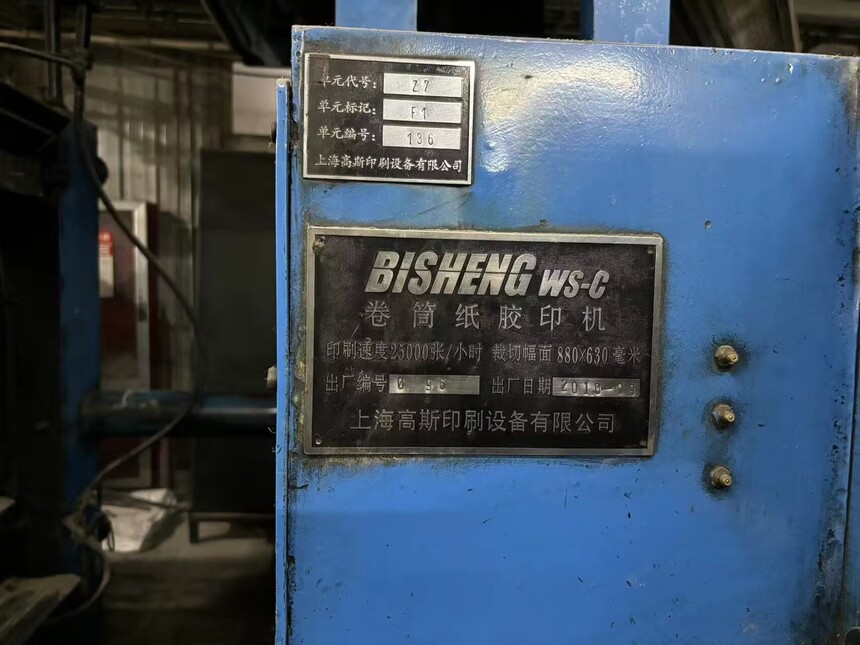 单元代号: Z7
单元标记: F1
单元编号: 136
上海高斯印刷设备有限公司
BISHENG WS-C
卷筒纸胶印机
印刷速度25000张/小时 裁切幅面 880×630毫米
出厂编号 出厂日期
上海高斯印刷设备有限公司